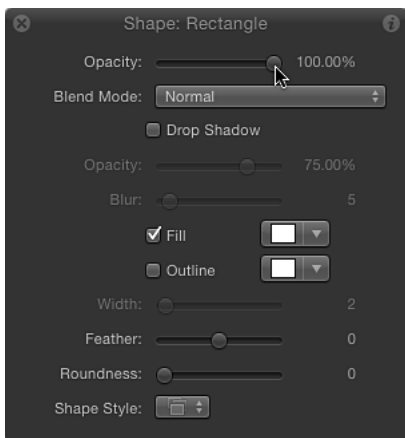 Shape: Rectangle
Opacity: 100.00%
Blend Mode: Normal
Drop Shadow
Opacity: 75.00%
Blur: 5
Fill
Outline
Width: 2
Feather: 0
Roundness: 0
Shape Style: